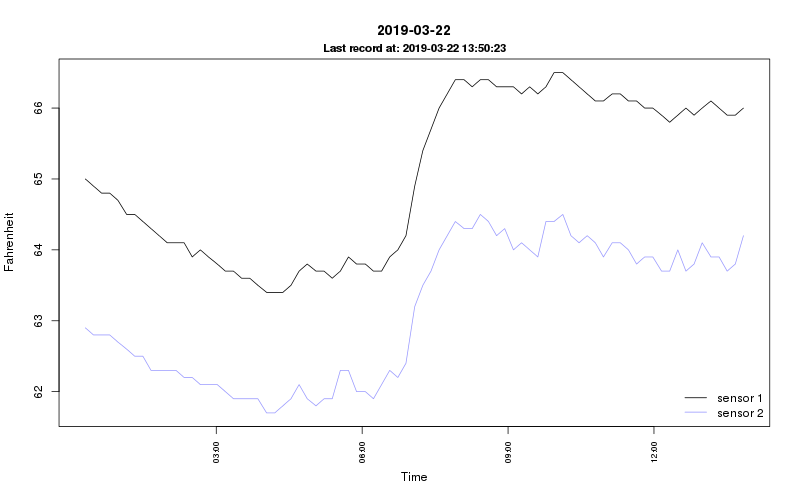 2019-03-22
Last record at: 2019-03-22 13:50:23
Fahrenheit
66
65
64
63
62
sensor 1
sensor 2
03:00
06:00
09:00
12:00
Time